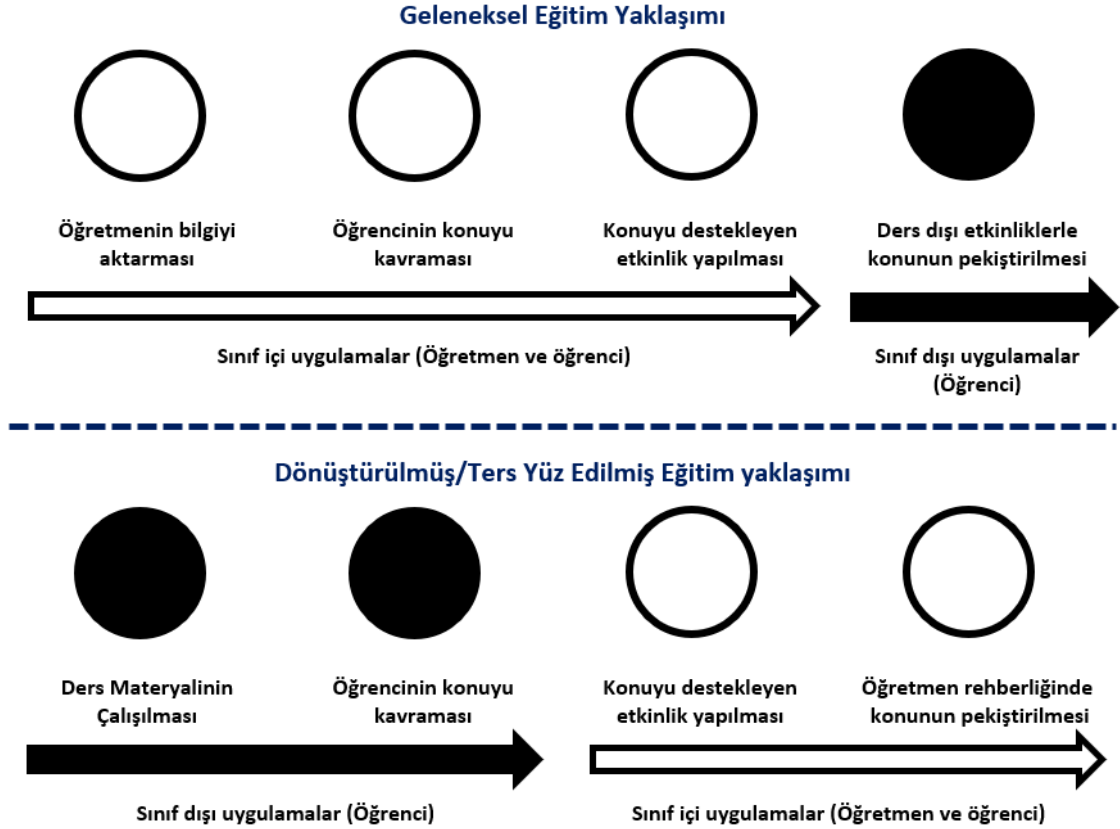 Geleneksel Eğitim Yaklaşımı
Öğretmenin bilgiyi
aktarması
Öğrencinin konuyu
kavraması
Konuyu destekleyen
etkinlik yapılması
Ders dışı etkinliklerle
konunun pekiştirilmesi
Sınıf içi uygulamalar (Öğretmen ve öğrenci)
Sınıf dışı uygulamalar
(Öğrenci)
Dönüştürülmüş/Ters Yüz Edilmiş Eğitim yaklaşımı
Ders Materyalinin
Çalışılması
Öğrencinin konuyu
kavraması
Konuyu destekleyen
etkinlik yapılması
Öğretmen rehberliğinde
konunun pekiştirilmesi
Sınıf dışı uygulamalar (Öğrenci)
Sınıf içi uygulamalar (Öğretmen ve öğrenci)